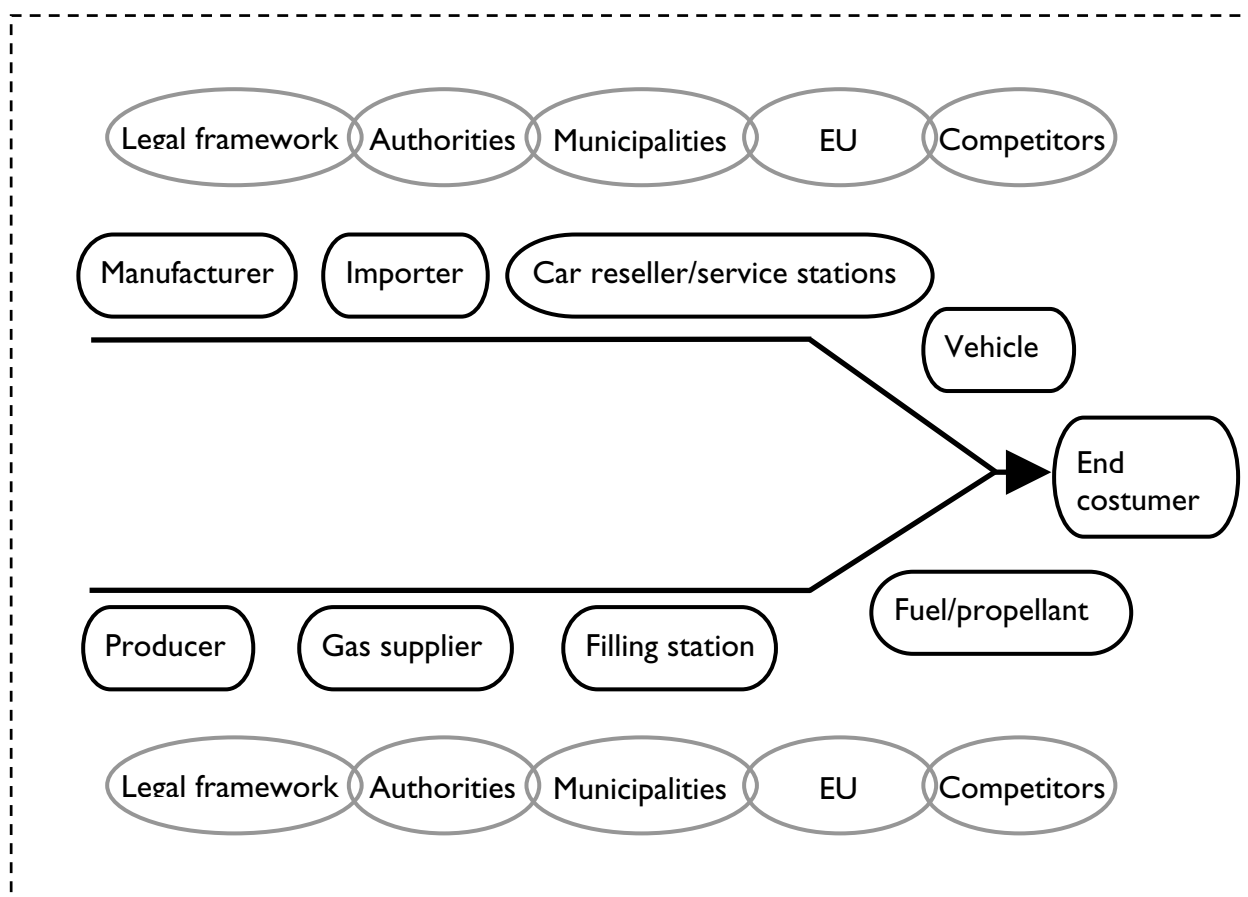 Legal framework Authorities Municipalities EU Competitors
Manufacturer Importer Car reseller/service stations
Vehicle
End
costumer
Fuel/propellant
Producer Gas supplier Filling station
Legal framework Authorities Municipalities EU Competitors